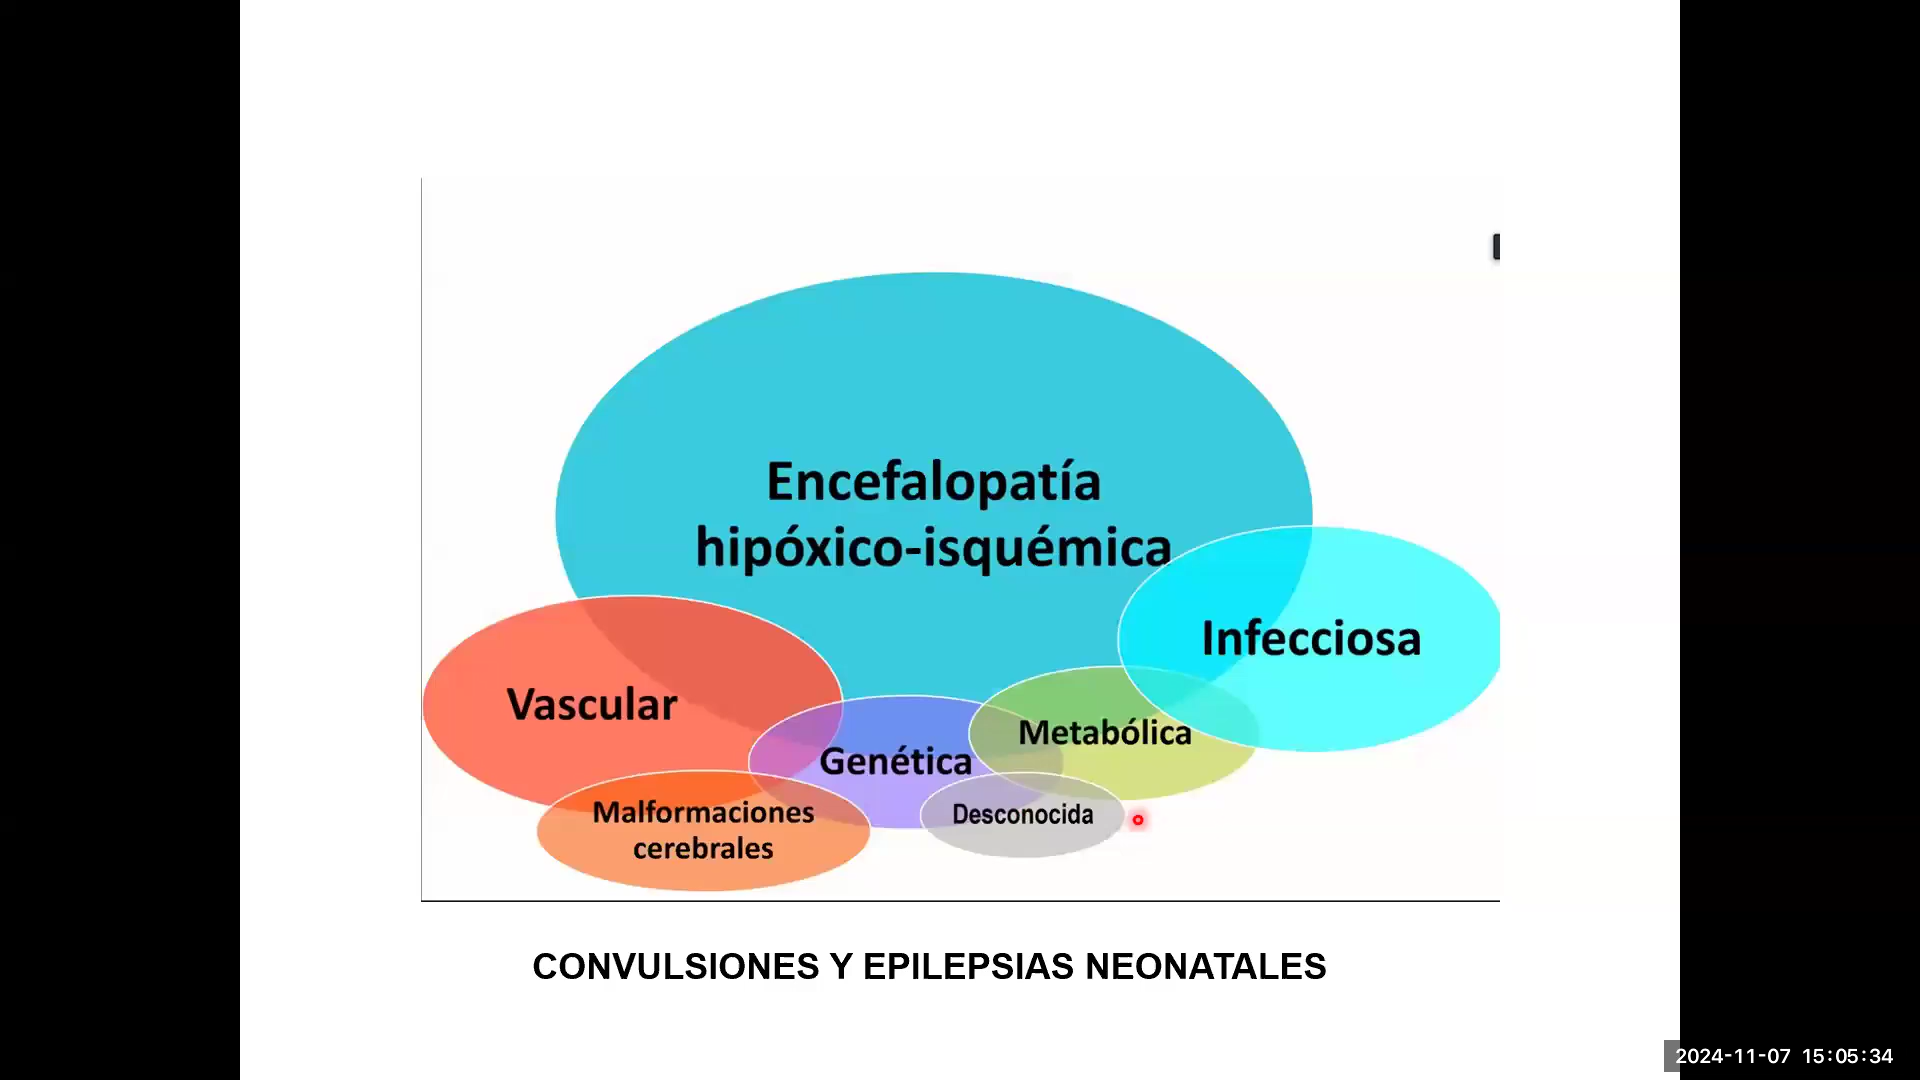 Encefalopatía
hipóxico-isquémica
Infecciosa
Vascular
Metabólica
Genética
Malformaciones
cerebrales
Desconocida
CONVULSIONES Y EPILEPSIAS NEONATALES
2024-11-07 15:05:34